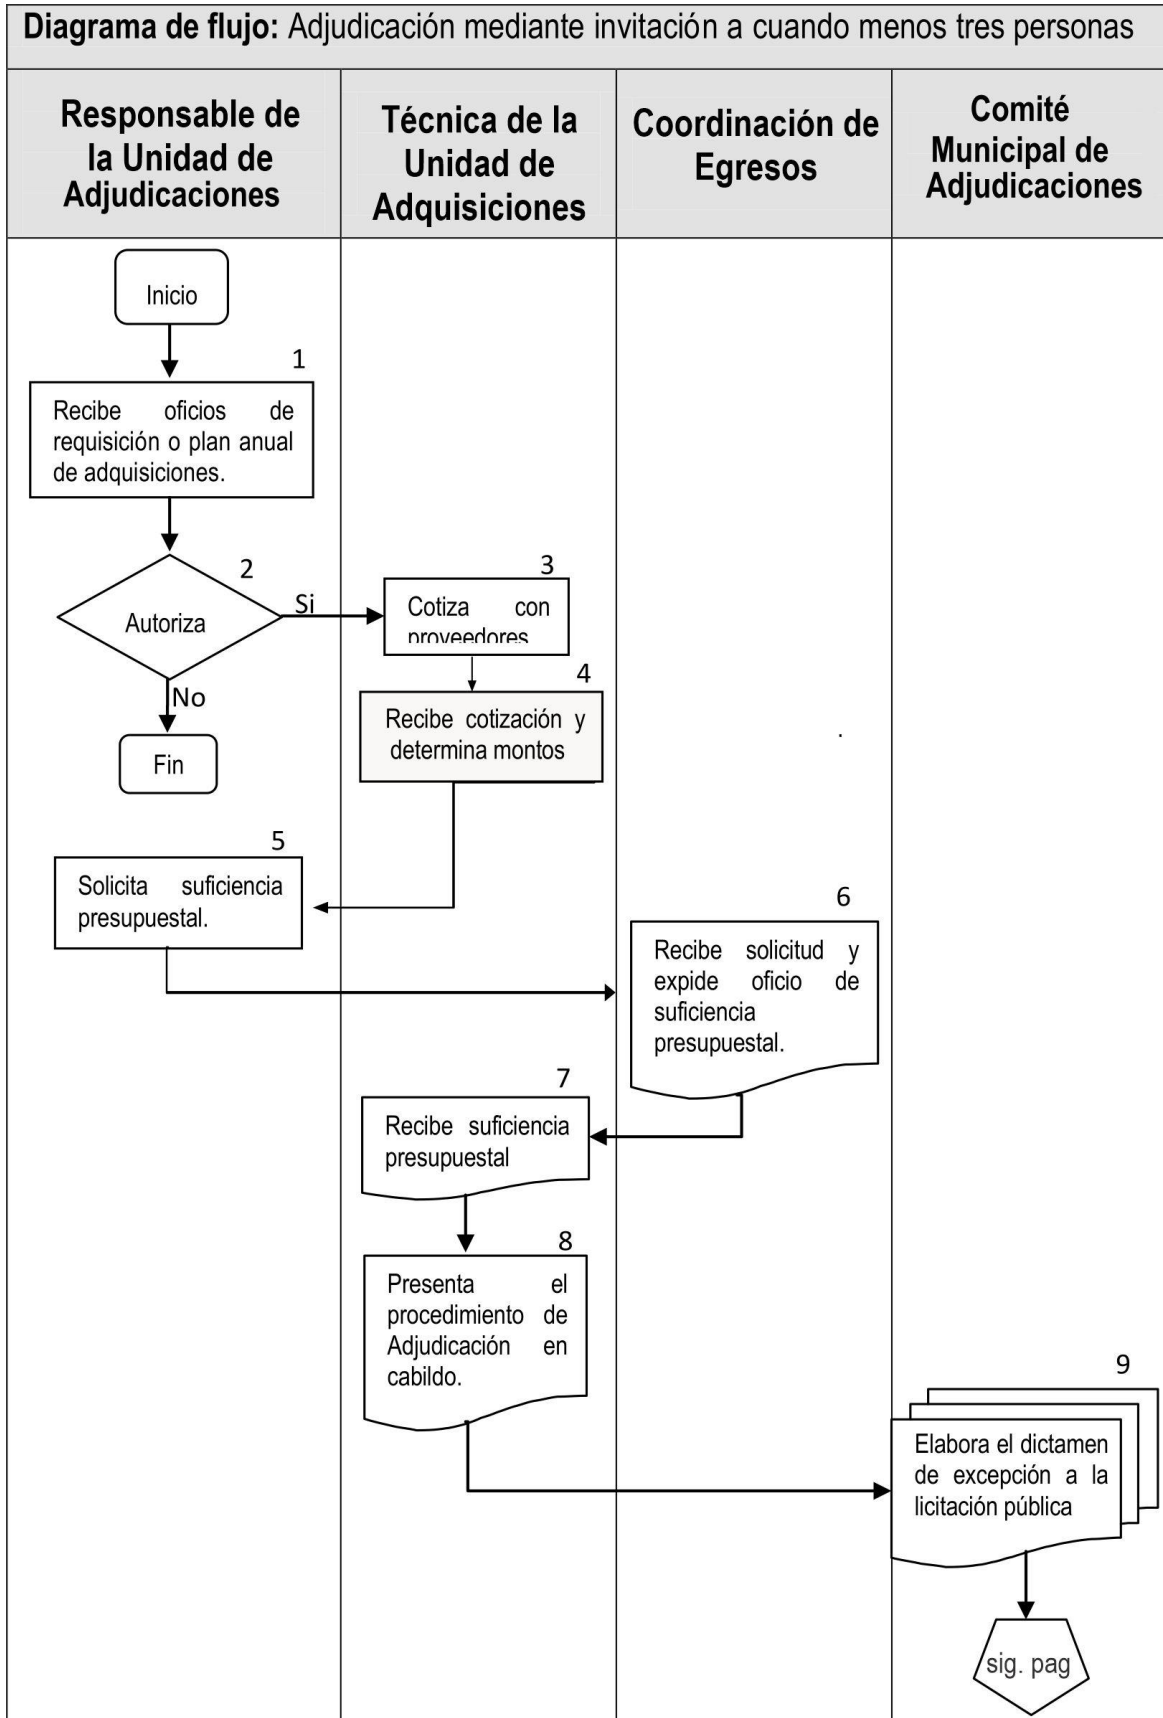 Diagrama de flujo: Adjudicación mediante invitación a cuando menos tres personas
Responsable de
la Unidad de
Adjudicaciones
Técnica de la
Unidad de
Adquisiciones
Coordinación de
Egresos
Comité
Municipal de
Adjudicaciones
Inicio
1
Recibe oficios de
requisición o plan anual
de adquisiciones.
2
Autoriza
Si
No
Fin
3
Cotiza con
proveedores
4
Recibe cotización y
determina montos
5
Solicita suficiencia
presupuestal.
6
Recibe solicitud y
expide oficio de
suficiencia
presupuestal.
7
Recibe suficiencia
presupuestal
8
Presenta el
procedimiento de
Adjudicación en
cabildo.
9
Elabora el dictamen
de excepción a la
licitación pública
sig. pag